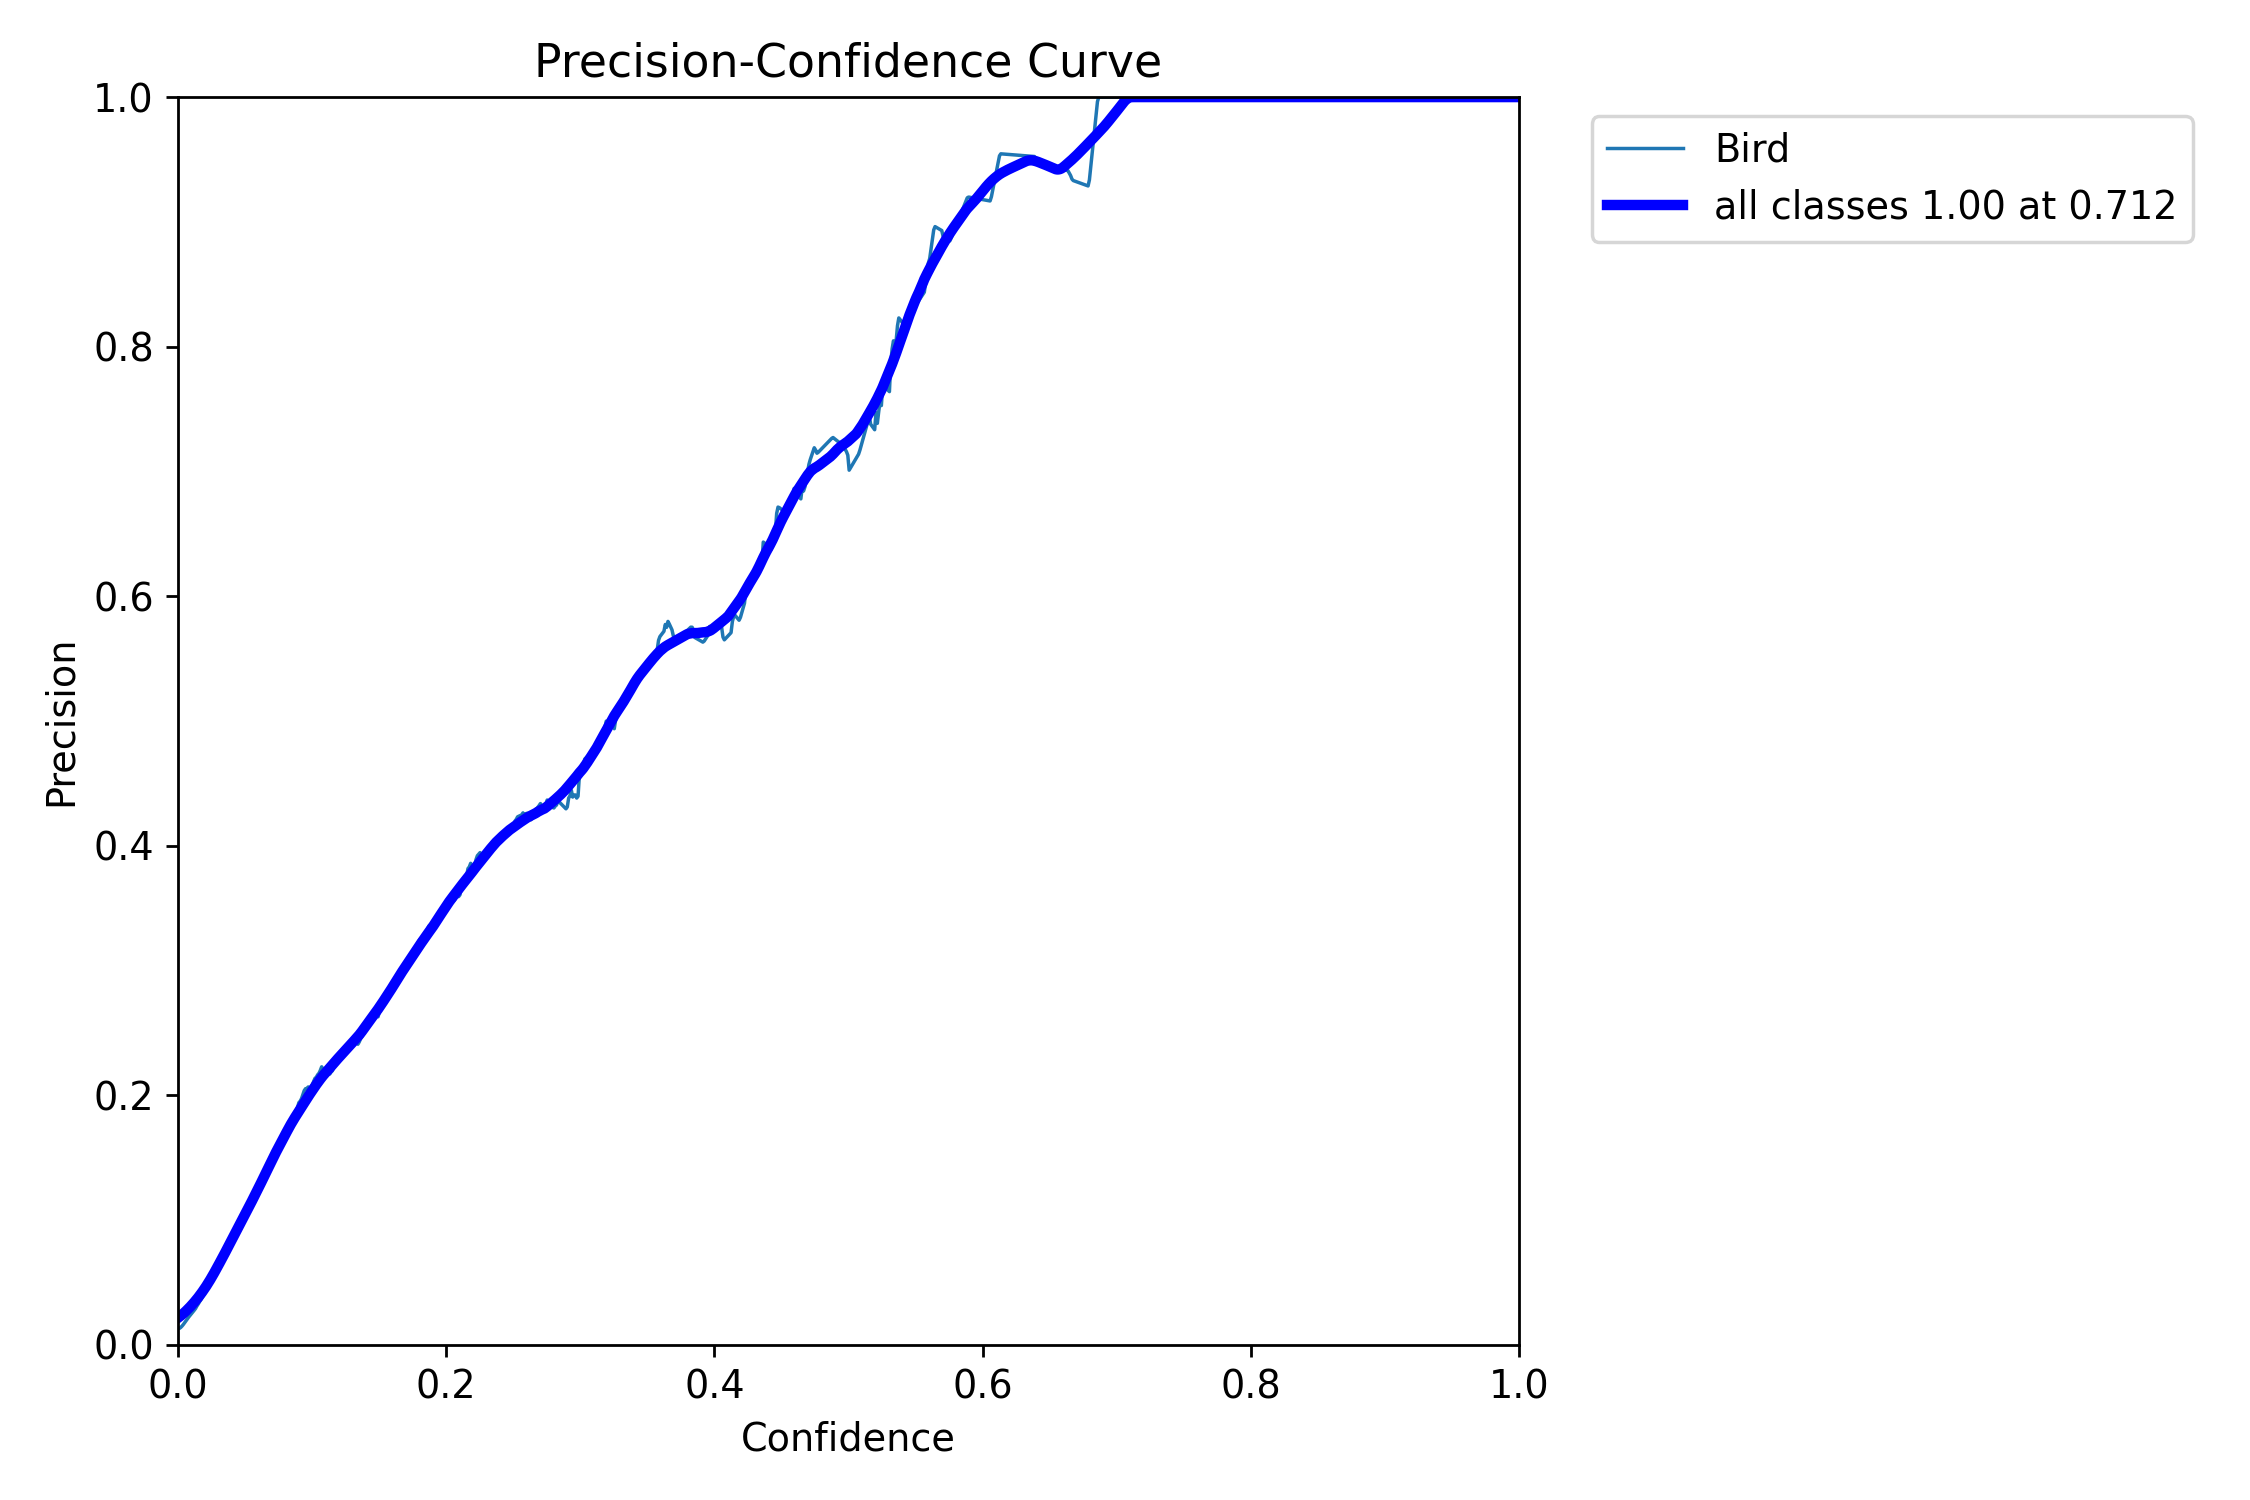 Precision-Confidence Curve
Bird
all classes 1.00 at 0.712
Precision
1.0
0.8
0.6
0.4
0.2
0.0
0.0 0.2 0.4 0.6 0.8 1.0
Confidence